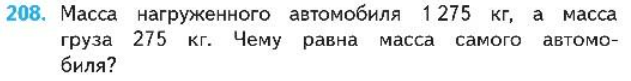 208. Масса нагруженного автомобиля 1 275 кг, а масса
груза 275 кг. Чему равна масса самого автомо-
биля?